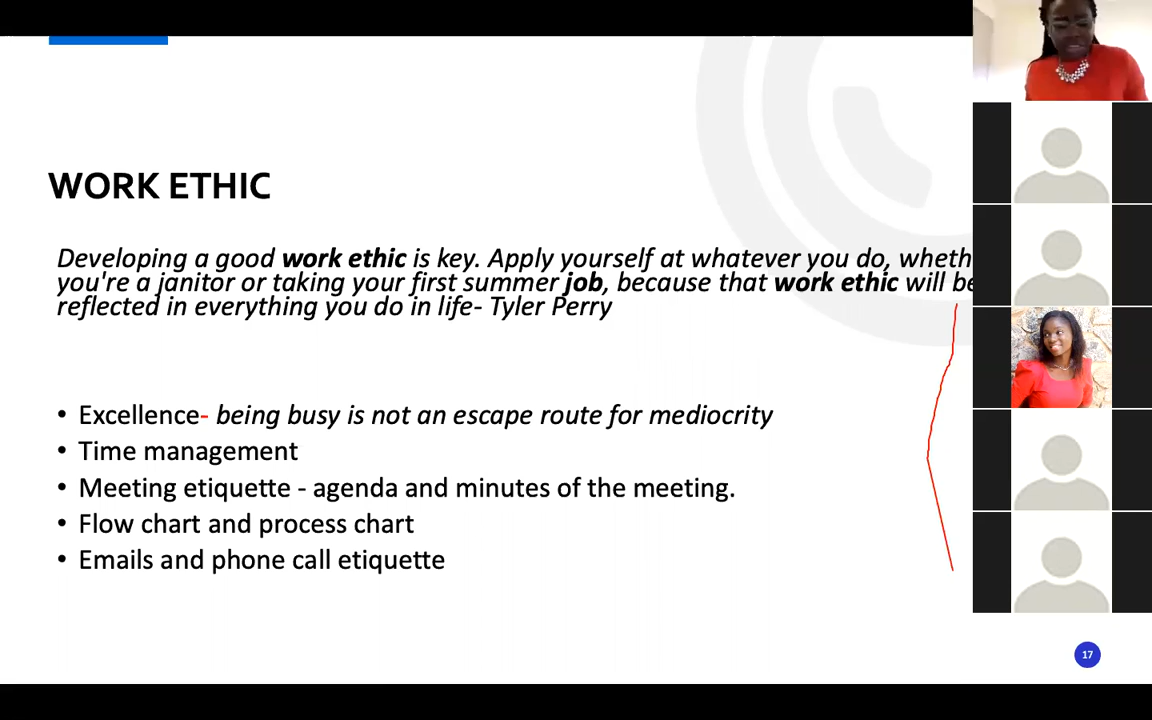 WORK ETHIC
Developing a good work ethic is key. Apply yourself at whatever you do, wheth
you're a janitor or taking your first summer job, because that work ethic will be
reflected in everything you do in life- Tyler Perry
• Excellence- being busy is not an escape route for mediocrity
• Time management
• Meeting etiquette - agenda and minutes of the meeting.
• Flow chart and process chart
• Emails and phone call etiquette
17